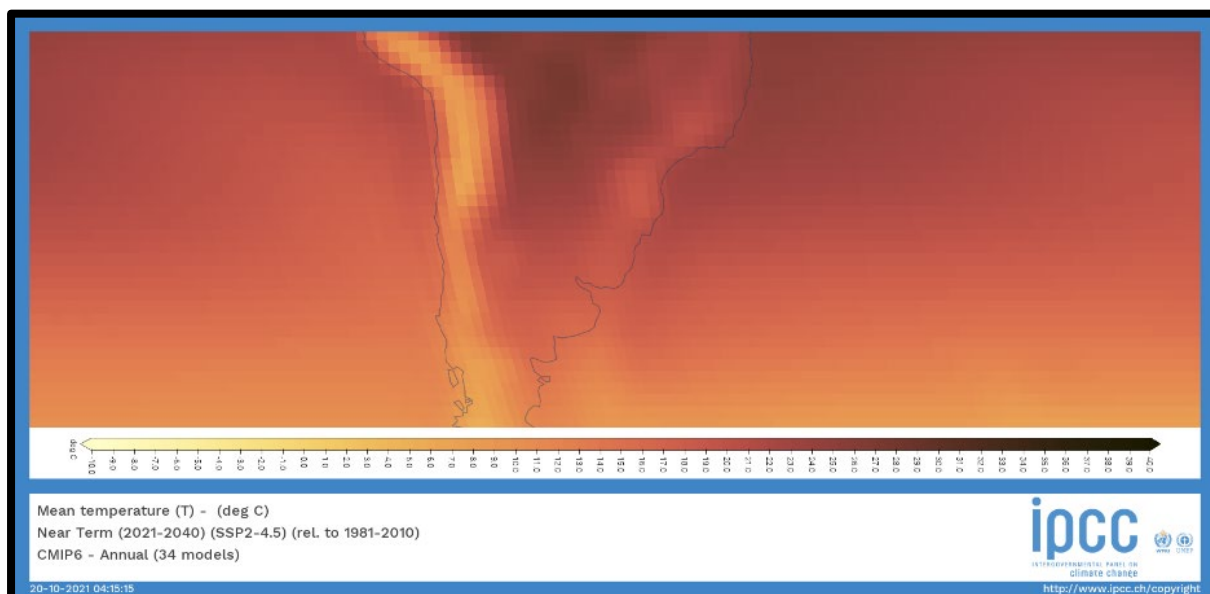 deg C
-10.0 -9.0 -8.0 -7.0 -6.0 -5.0 -4.0 -3.0 -2.0 -1.0 0.0 1.0 2.0 3.0 4.0 5.0 6.0 7.0 8.0 9.0 10.0 11.0 12.0 13.0 14.0 15.0 16.0 17.0 18.0 19.0 20.0 21.0 22.0 23.0 24.0 25.0 26.0 27.0 28.0 29.0 30.0 31.0 32.0 33.0 34.0 35.0 36.0 37.0 38.0 39.0 40.0
Mean temperature (T) - (deg C)
Near Term (2021-2040) (SSP2-4.5) (rel. to 1981-2010)
CMIP6 - Annual (34 models)
ipcc
INTERGOVERNMENTAL PANEL ON
climate change
20-10-2021 04:15:15
http://www.ipcc.ch/copyright